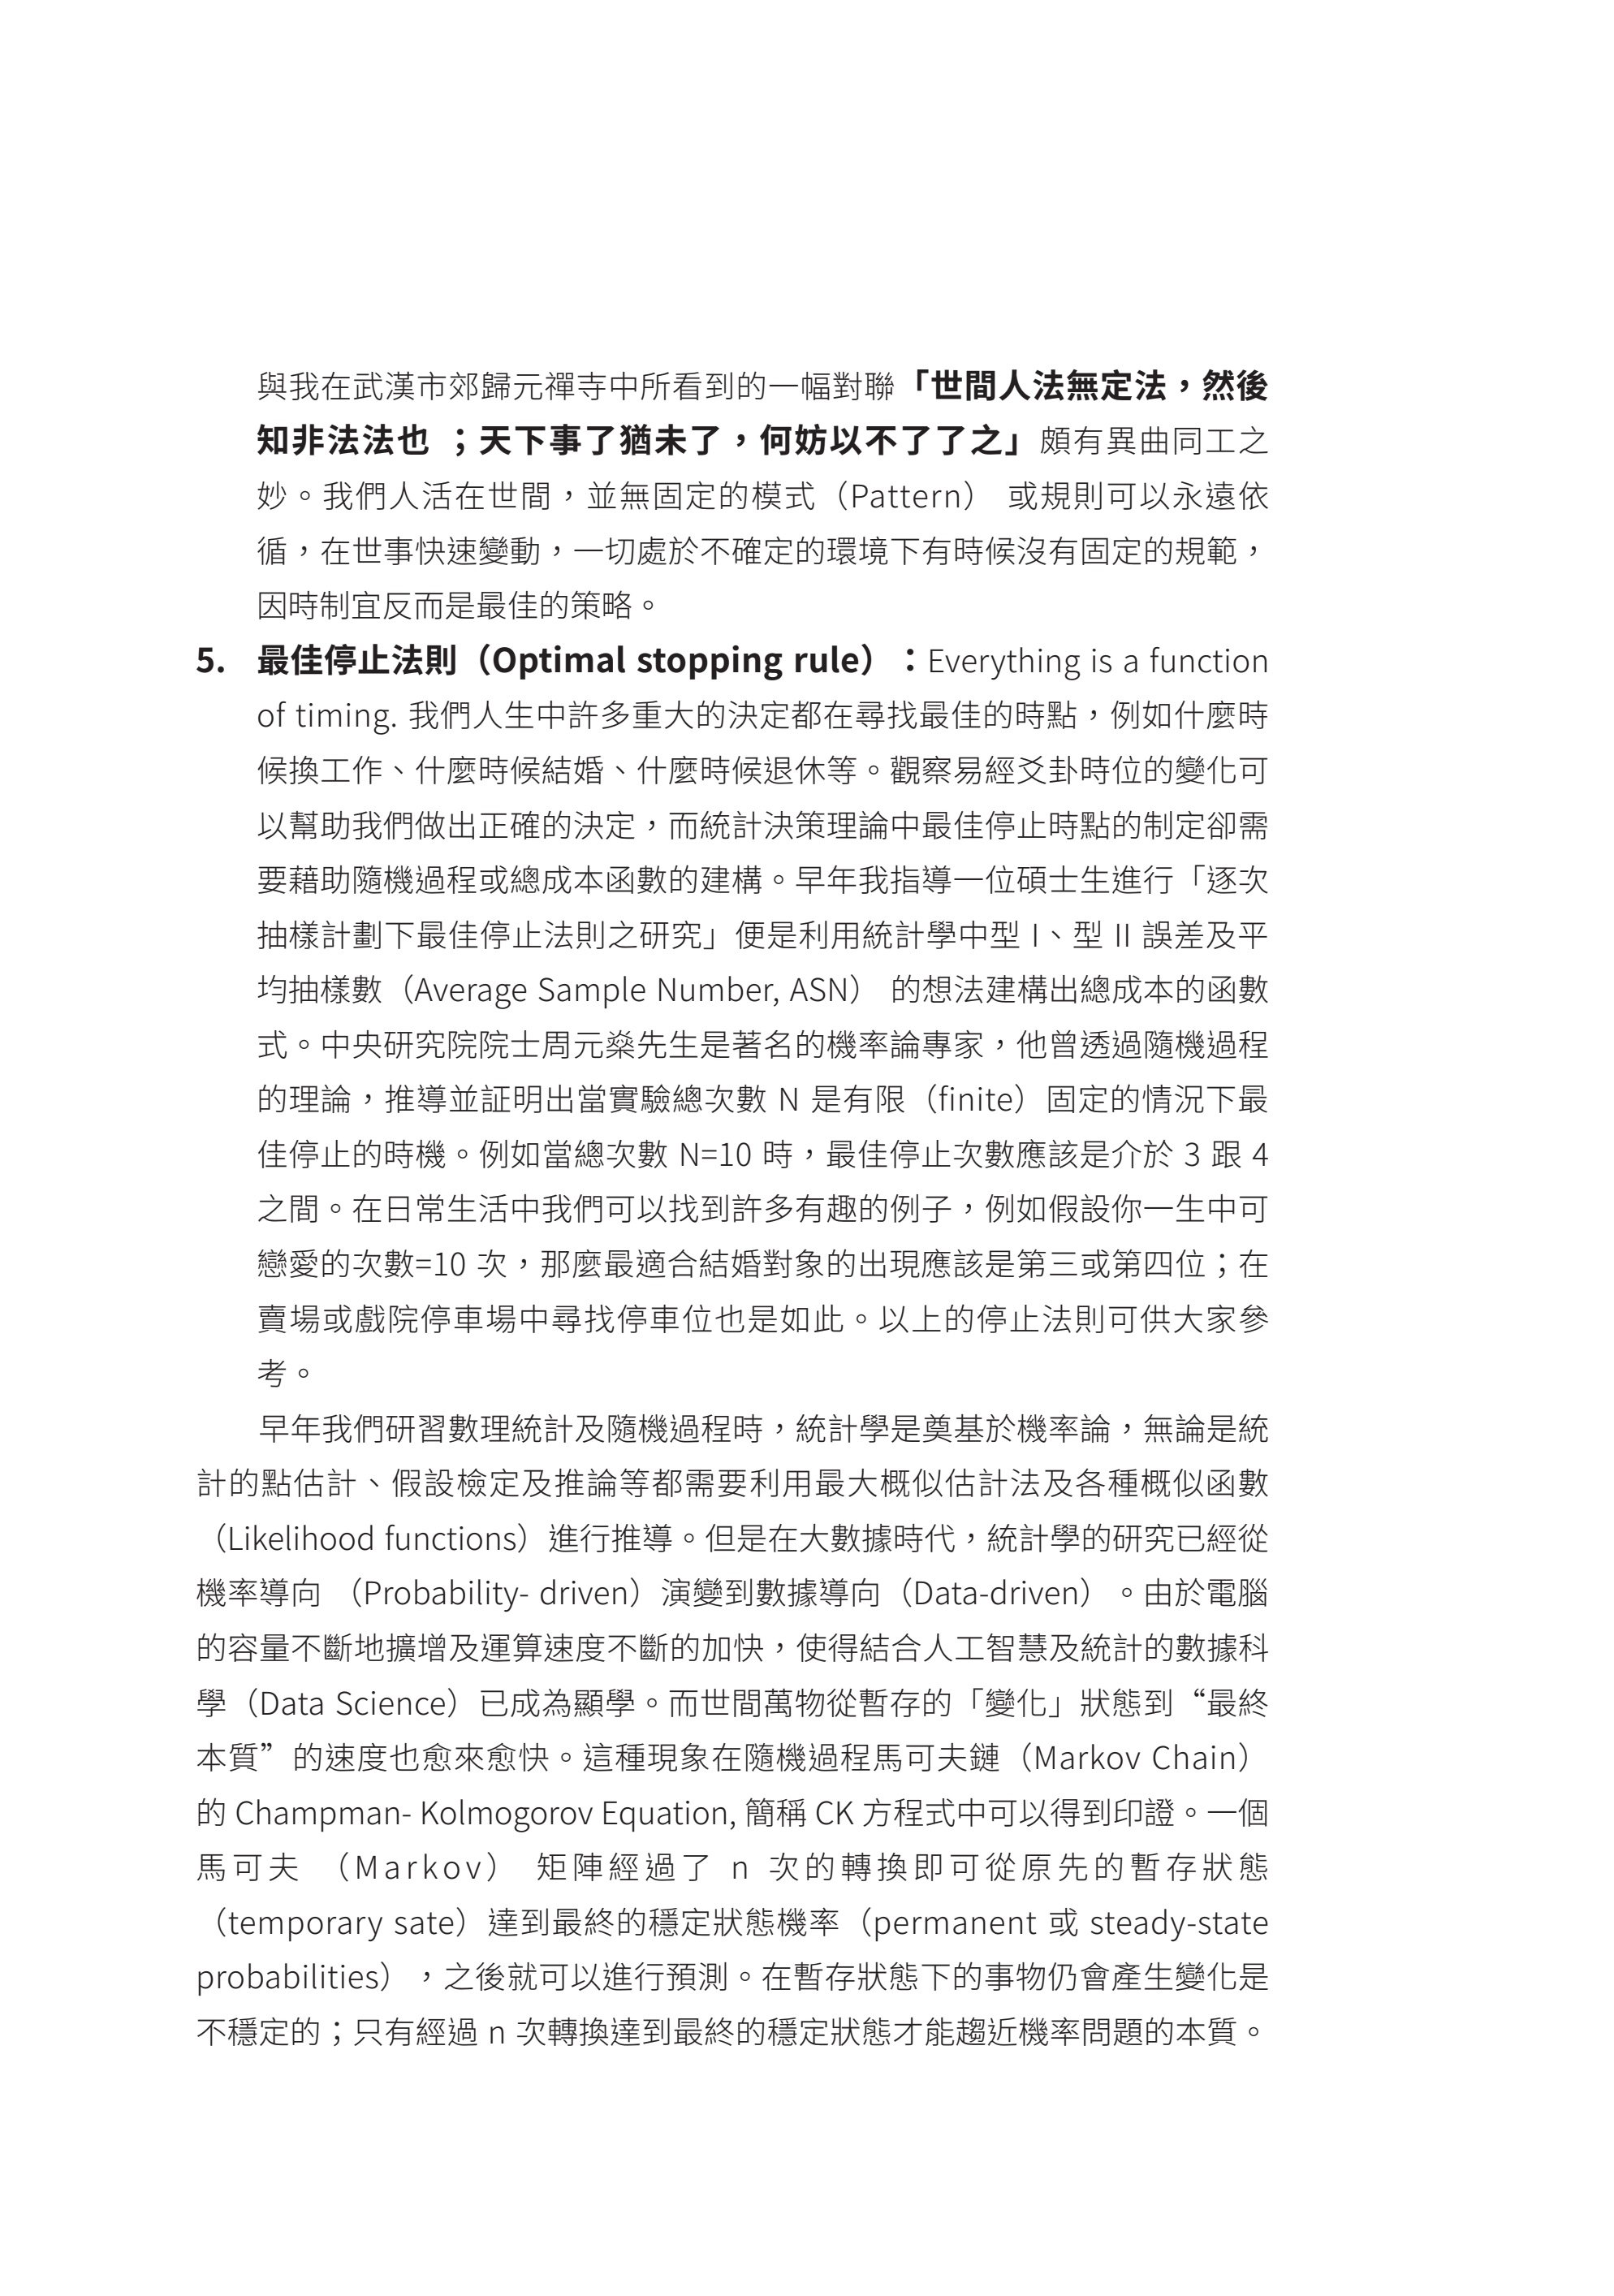 與我在武漢市郊歸元禪寺中所看到的一幅對聯「世間人法無定法，然後
知非法法也 ；天下事了猶未了，何妨以不了了之」頗有異曲同工之
妙。我們人活在世間，並無固定的模式（Pattern） 或規則可以永遠依
循，在世事快速變動，一切處於不確定的環境下有時候沒有固定的規範，
因時制宜反而是最佳的策略。
5. 最佳停止法則（Optimal stopping rule）：Everything is a function
of timing. 我們人生中許多重大的決定都在尋找最佳的時點，例如什麼時
候換工作、什麼時候結婚、什麼時候退休等。觀察易經爻卦時位的變化可
以幫助我們做出正確的決定，而統計決策理論中最佳停止時點的制定卻需
要藉助隨機過程或總成本函數的建構。早年我指導一位碩士生進行「逐次
抽樣計劃下最佳停止法則之研究」便是利用統計學中型 I、型 II 誤差及平
均抽樣數（Average Sample Number, ASN） 的想法建構出總成本的函數
式。中央研究院院士周元燊先生是著名的機率論專家，他曾透過隨機過程
的理論，推導並証明出當實驗總次數 N 是有限（finite）固定的情況下最
佳停止的時機。例如當總次數 N=10 時，最佳停止次數應該是介於 3 跟 4
之間。在日常生活中我們可以找到許多有趣的例子，例如假設你一生中可
戀愛的次數=10 次，那麼最適合結婚對象的出現應該是第三或第四位；在
賣場或戲院停車場中尋找停車位也是如此。以上的停止法則可供大家參
考。
早年我們研習數理統計及隨機過程時，統計學是奠基於機率論，無論是統
計的點估計、假設檢定及推論等都需要利用最大概似估計法及各種概似函數
（Likelihood functions）進行推導。但是在大數據時代，統計學的研究已經從
機率導向 （Probability- driven）演變到數據導向（Data-driven）。由於電腦
的容量不斷地擴增及運算速度不斷的加快，使得結合人工智慧及統計的數據科
學（Data Science）已成為顯學。而世間萬物從暫存的「變化」狀態到“最終
本質”的速度也愈來愈快。這種現象在隨機過程馬可夫鏈（Markov Chain）
的 Champman- Kolmogorov Equation, 簡稱 CK 方程式中可以得到印證。一個
馬可夫 （Markov） 矩陣經過了 n 次的轉換即可從原先的暫存狀態
（temporary sate）達到最終的穩定狀態機率（permanent 或 steady-state
probabilities），之後就可以進行預測。在暫存狀態下的事物仍會產生變化是
不穩定的；只有經過 n 次轉換達到最終的穩定狀態才能趨近機率問題的本質。